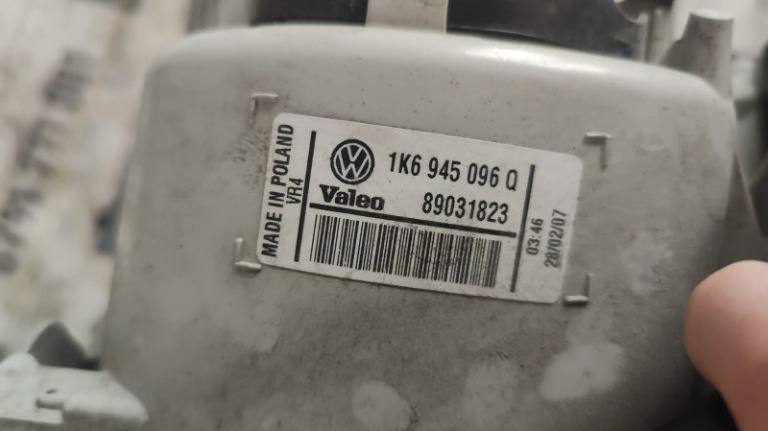 MADE IN POLAND
VR4
1K6 945 096 Q
Valeo 89031823
03:46
28/02/07